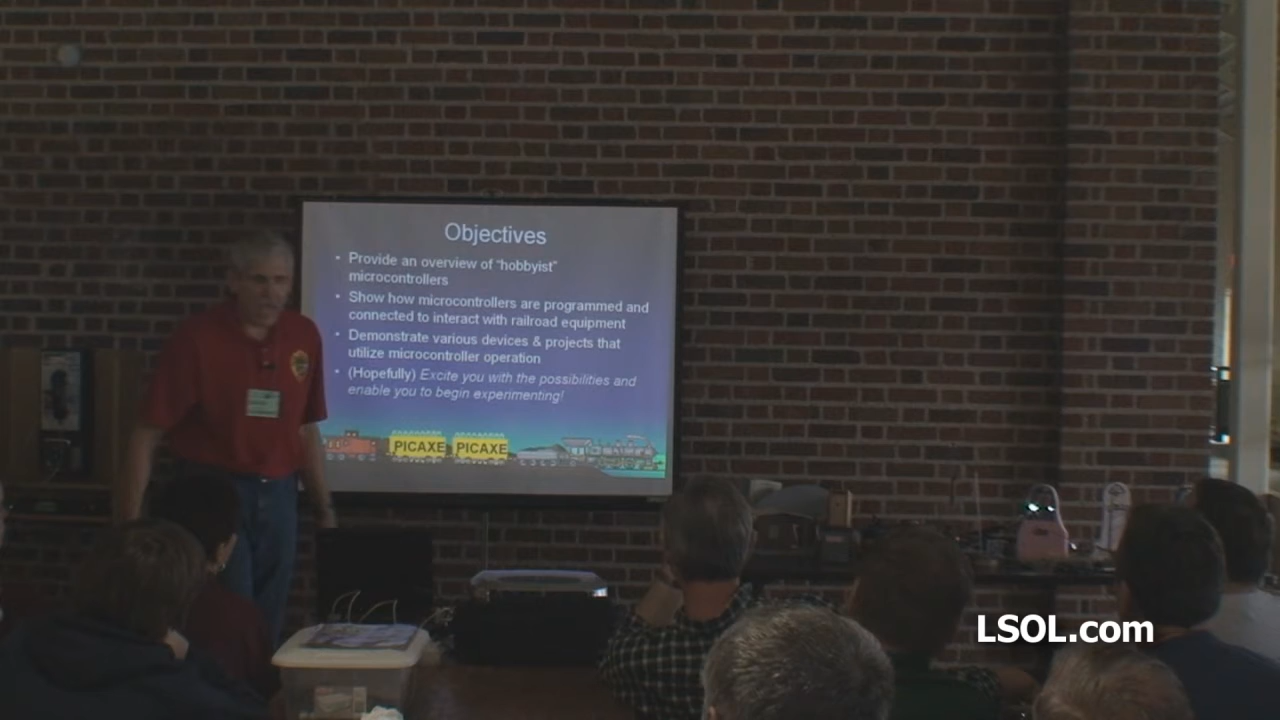 Objectives
• Provide an overview of "hobbyist"
microcontrollers
• Show how microcontrollers are programmed and
connected to interact with railroad equipment
• Demonstrate various devices & projects that
utilize microcontroller operation
• (Hopefully) Excite you with the possibilities and
enable you to begin experimenting!
PICAXE PICAXE
LSOL.com